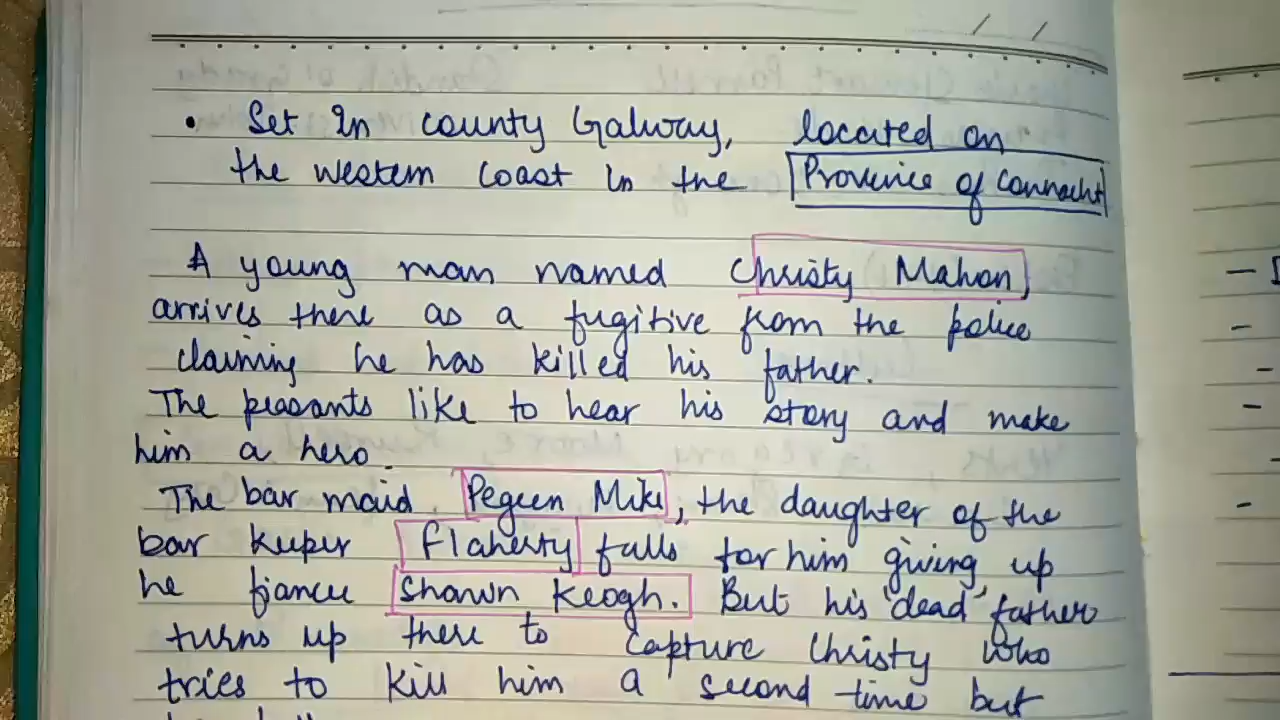 • Set in county Galway, located on
the western coast in the Province of Connacht
A young man named Christy Mahon
arrives there as a fugitive from the police
claiming he has killed his father.
The peasants like to hear his story and make
him a hero.
The bar maid Pegeen Mike, the daughter of the
bar keeper Flaherty falls for him giving up
he fiancee Shawn Keogh. But his 'dead' father
turns up there to capture Christy who
tries to kill him a second time but